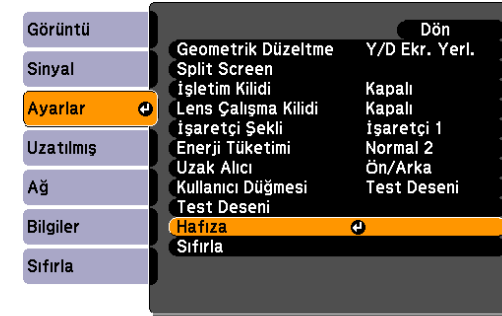 Görüntü
Sinyal
Ayarlar
Uzatılmış
Ağ
Bilgiler
Sıfırla
Dön
Geometrik Düzeltme Y/D Ekr. Yerl.
Split Screen
İşletim Kilidi Kapalı
Lens Çalışma Kilidi Kapalı
İşaretçi Şekli İşaretçi 1
Enerji Tüketimi Normal 2
Uzak Alıcı Ön/Arka
Kullanıcı Düğmesi Test Deseni
Test Deseni
Hafıza
Sıfırla